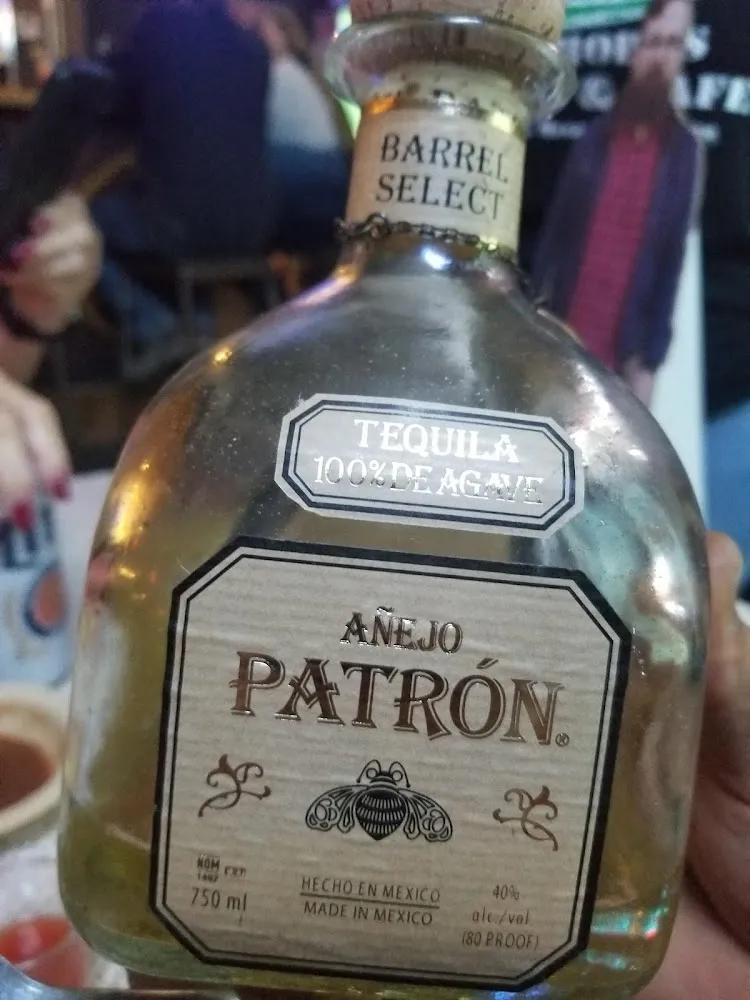 BARREL
SELECT
TEQUILA
100% DE AGAVE
AÑEJO
PATRÓN®
NOM
750 ml
HECHO EN MEXICO
MADE IN MEXICO
40%
alc./vol.
(80 PROOF)